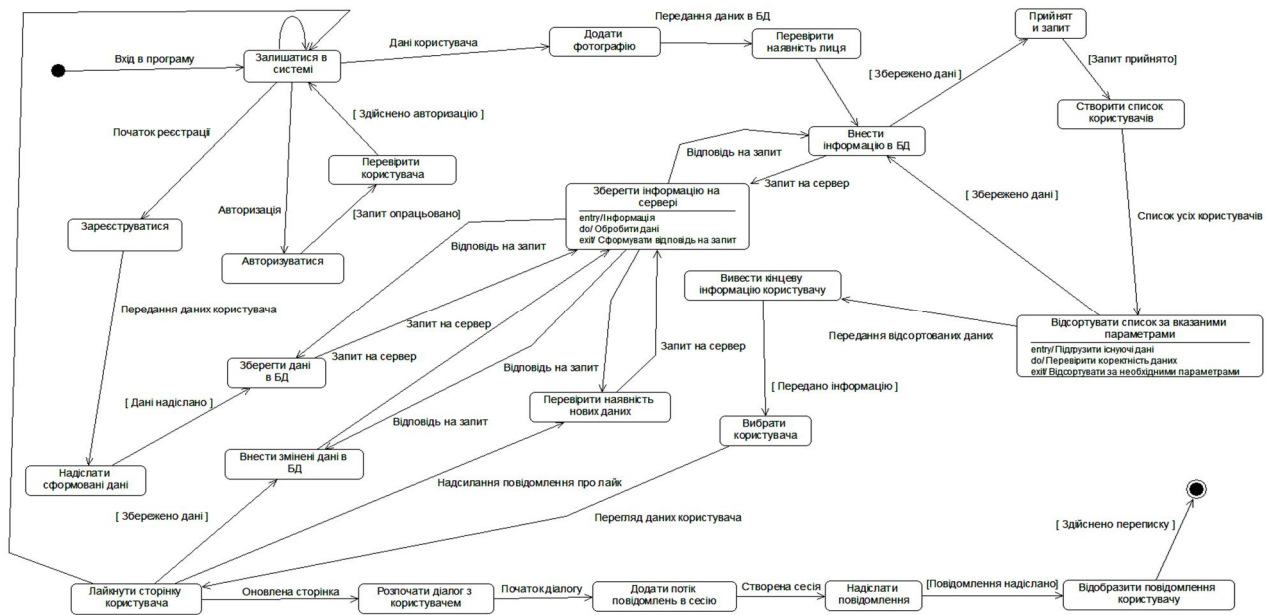 Передання даних в БД
Прийнят
и запит
Вхід в програму
Залишатися в
системі
Дані користувача
Додати
фотографію
Перевірити
наявність лиця
[ Збережено дані ]
[Запит прийнято]
Створити список
користувачів
[ Здійснено авторизацію ]
Початок реєстрації
Внести
інформацію в БД
Відповідь на запит
Перевірити
користувача
Запит на сервер
[ Збережено дані ]
Зберегти інформацію на
сервері
entry/Інформація
do/ Обробити дані
exit/ Сформувати відповідь на запит
Авторизація
[Запит опрацьовано]
Зареєструватися
Список усіх користувачів
Відповідь на запит
Авторизуватися
Вивести кінцеву
інформацію користувачу
Передання даних користувача
Запит на сервер
Передання відсортованих даних
Відсортувати список за вказаними
параметрами
entry/ Підгрузити існуючі дані
do/ Перевірити коректність даних
exit/ Відсортувати за необхідними параметрами
Запит на сервер
Запит на сервер
Зберегти дані
в БД
Відповідь на запит
[ Передано інформацію ]
[ Дані надіслано ]
Перевірити наявність
нових даних
Відповідь на запит
Вибрати
користувача
Внести змінені дані в
БД
Надіслати
сформовані дані
Надсилання повідомлення про лайк
[ Збережено дані ]
Перегляд даних користувача
[ Здійснено переписку ]
Лайкнути сторінку
користувача
Оновлена сторінка
Розпочати діалог з
користувачем
Початок діалогу
Додати потік
повідомлень в сесію
Створена сесія
Надіслати
повідомлення
[Повідомлення надіслано]
Відобразити повідомлення
користувачу